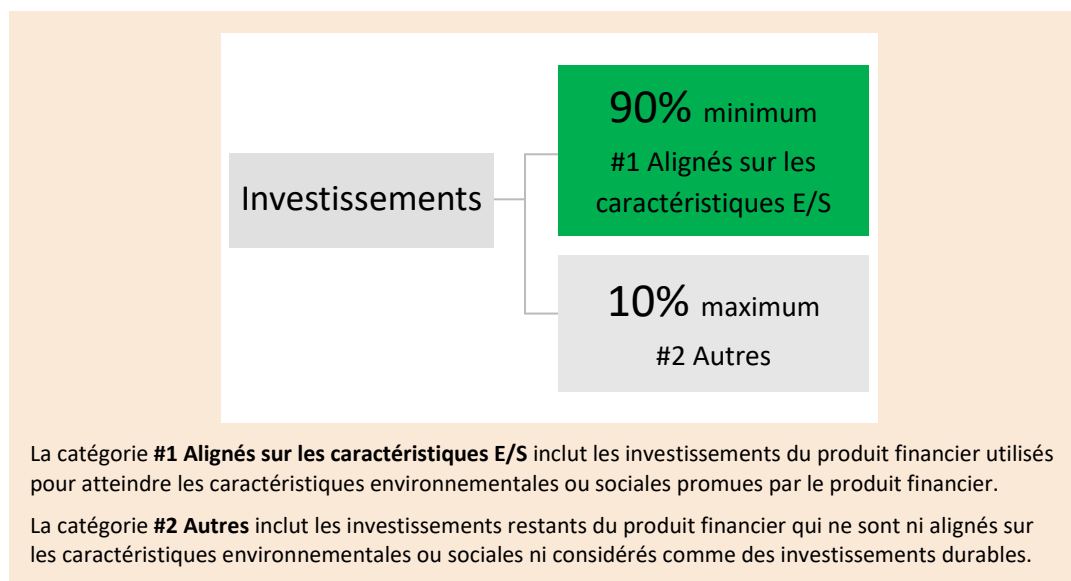 Investissements
90% minimum
#1 Alignés sur les
caractéristiques E/S
10% maximum
#2 Autres
La catégorie #1 Alignés sur les caractéristiques E/S inclut les investissements du produit financier utilisés
pour atteindre les caractéristiques environnementales ou sociales promues par le produit financier.
La catégorie #2 Autres inclut les investissements restants du produit financier qui ne sont ni alignés sur
les caractéristiques environnementales ou sociales ni considérés comme des investissements durables.